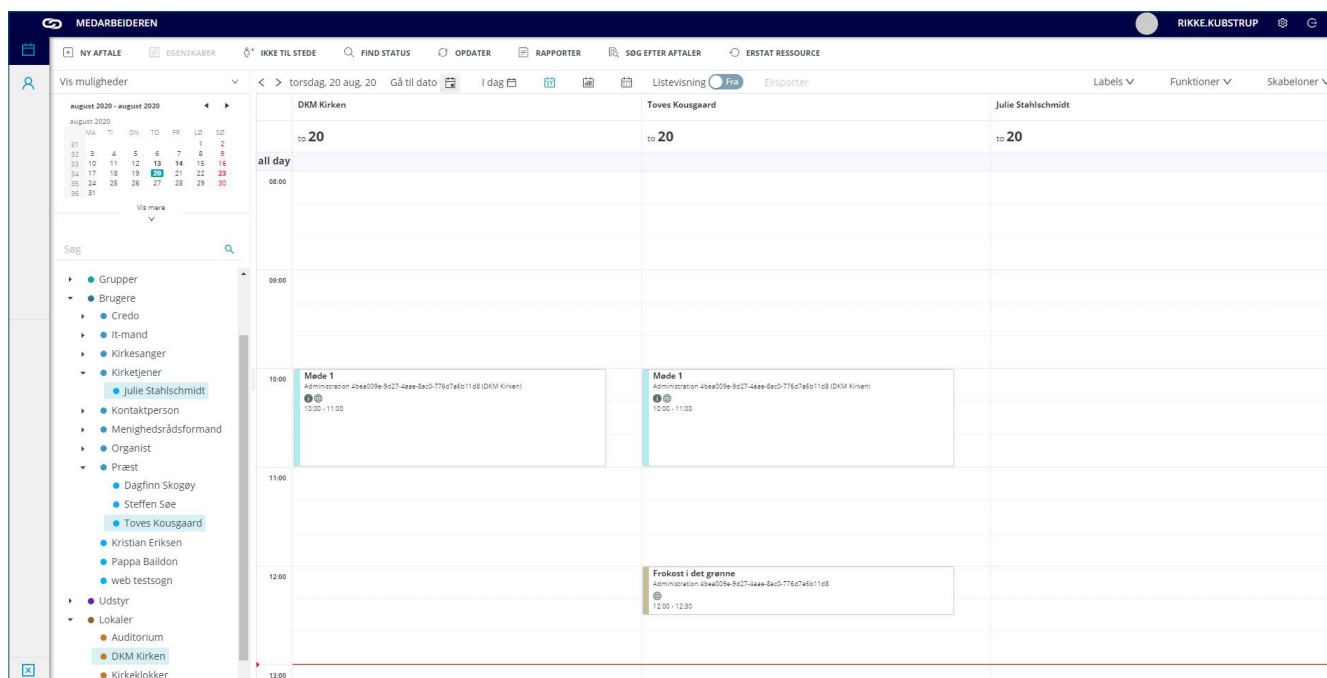 MEDARBEIDEREN
RIKKE.KUBSTRUP
NY AFTALE EGENSKABER IKKE TIL STEDE FIND STATUS OPDATER RAPPORTER SØG EFTER AFTALER ERSTAT RESSOURCE
Vis muligheder
torsdag, 20 aug, 20 Gå til dato I dag Listevisning Fra Eksporter Labels Funktioner Skabeloner
august 2020 - august 2020
august 2020
MA TI ON TO FR LØ SØ
31 1 2
32 3 4 5 6 7 8 9
33 10 11 12 13 14 15 16
34 17 18 19 20 21 22 23
35 24 25 26 27 28 29 30
36 31
Vis mere
Søg
Grupper
Brugere
Credo
It-mand
Kirkesanger
Kirketjener
Julie Stahlschmidt
Kontaktperson
Menighedsrådsformand
Organist
Præst
Dagfinn Skogøy
Steffen Søe
Toves Kousgaard
Kristian Eriksen
Pappa Baildon
web testsogn
Udstyr
Lokaler
Auditorium
DKM Kirken
Kirkeklokker
DKM Kirken Toves Kousgaard Julie Stahlschmidt
to 20 to 20 to 20
all day
08:00
09:00
10:00
Møde 1
Administration 4bea009e-9d27-4aae-8ac0-776d7a6b11d8 (DKM Kirken)
10:00 - 11:00
Møde 1
Administration 4bea009e-9d27-4aae-8ac0-776d7a6b11d8 (DKM Kirken)
10:00 - 11:00
11:00
12:00
Frokost i det grønne
Administration 4bea009e-9d27-4aae-8ac0-776d7a6b11d8
12:00 - 12:30
13:00